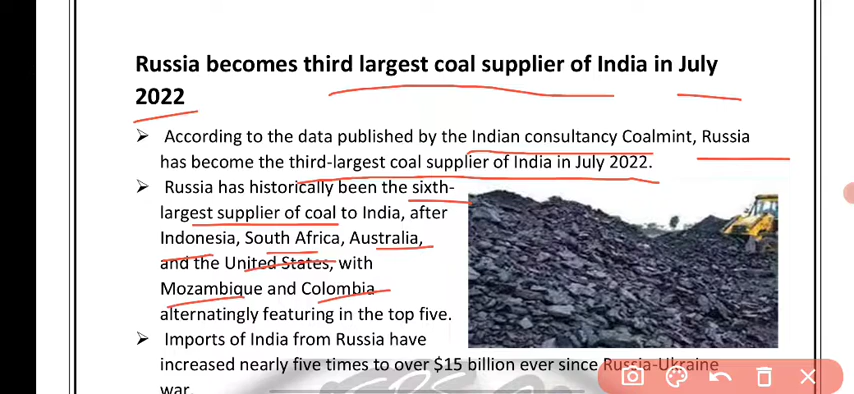 Russia becomes third largest coal supplier of India in July
2022
➢ According to the data published by the Indian consultancy Coalmint, Russia
has become the third-largest coal supplier of India in July 2022.
➢ Russia has historically been the sixth-
largest supplier of coal to India, after
Indonesia, South Africa, Australia,
and the United States, with
Mozambique and Colombia
alternatingly featuring in the top five.
➢ Imports of India from Russia have
increased nearly five times to over $15 billion ever since Russia-Ukraine
war.